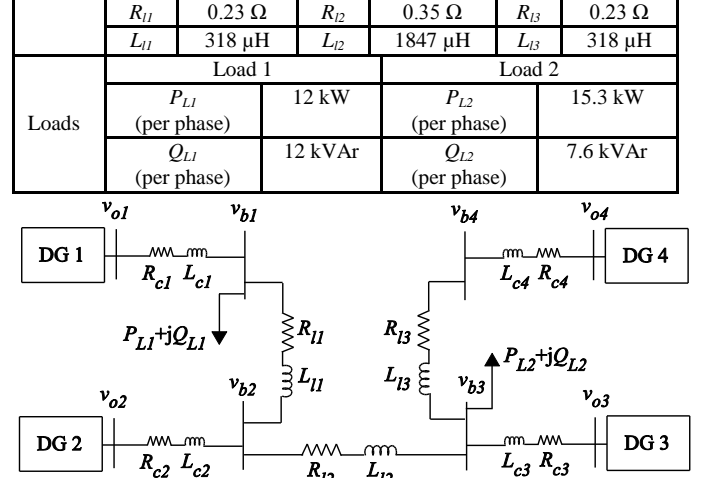 R_l1 0.23 Ω R_l2 0.35 Ω R_l3 0.23 Ω
L_l1 318 µH L_l2 1847 µH L_l3 318 µH
Loads
Load 1 Load 2
P_L1 (per phase) 12 kW P_L2 (per phase) 15.3 kW
Q_L1 (per phase) 12 kVAr Q_L2 (per phase) 7.6 kVAr
v_o1 v_b1 v_b4 v_o4
DG 1 DG 4
R_c1 L_c1 L_c4 R_c4
P_L1+jQ_L1 R_l1 R_l3 P_L2+jQ_L2
L_l1 L_l3
v_o2 v_b2 v_b3 v_o3
DG 2 DG 3
R_c2 L_c2 R_l2 L_l2 L_c3 R_c3